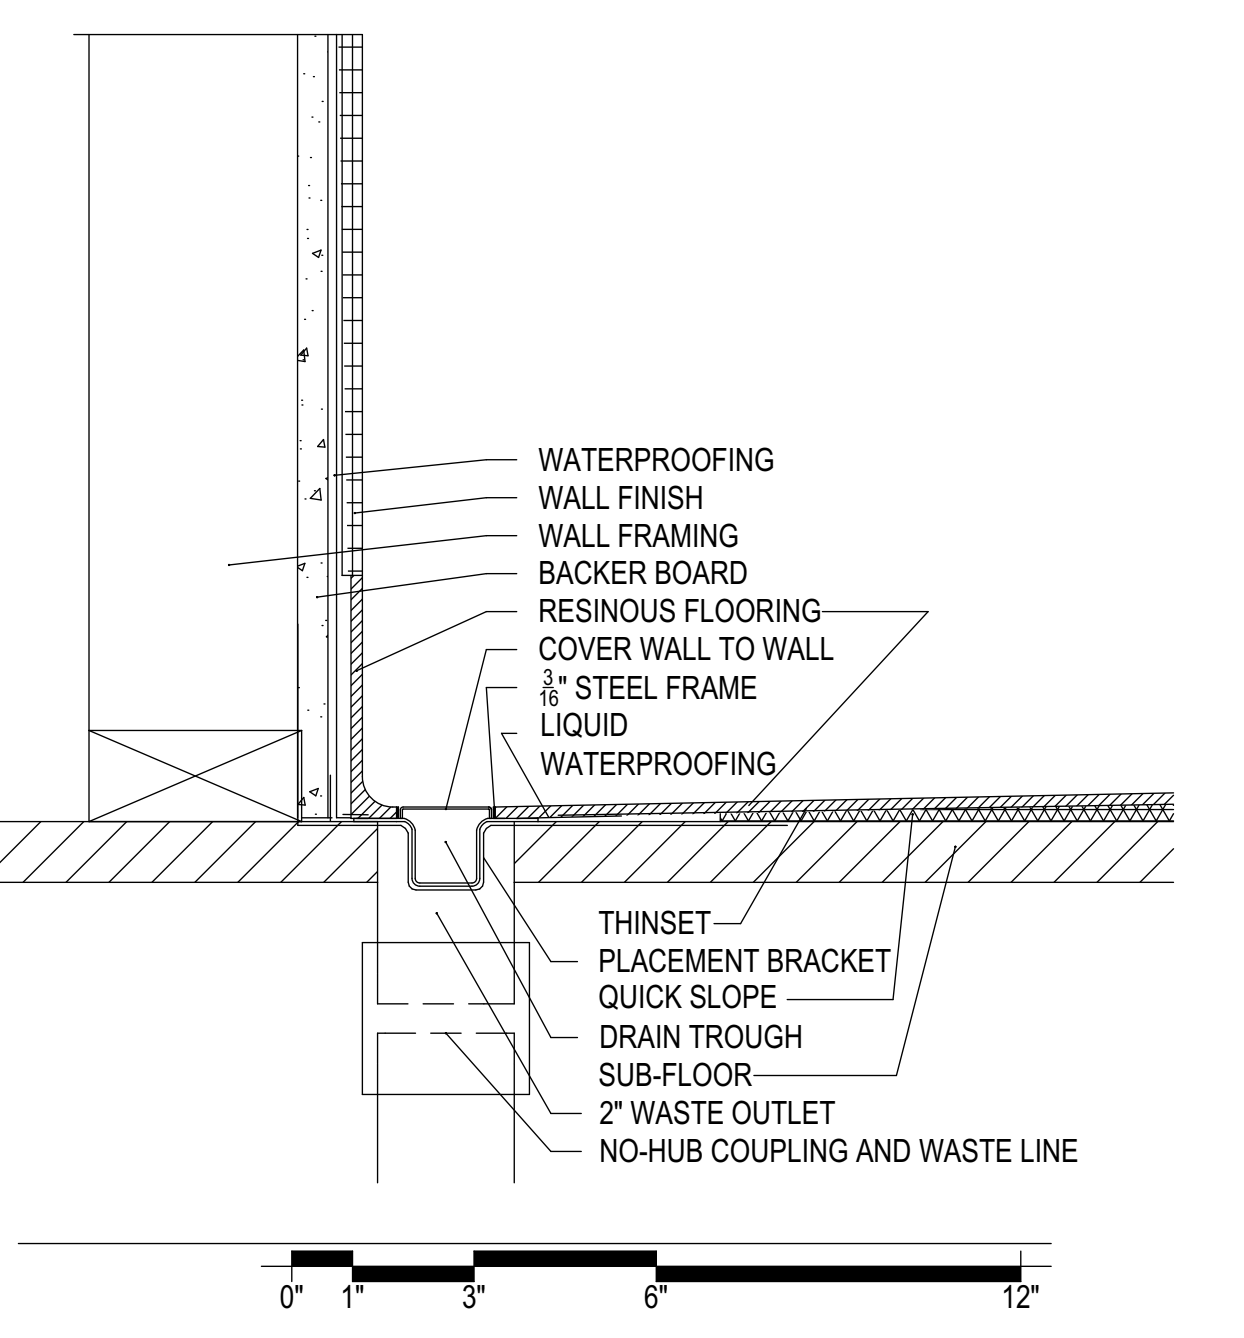 WATERPROOFING
WALL FINISH
WALL FRAMING
BACKER BOARD
RESINOUS FLOORING
COVER WALL TO WALL
3/16" STEEL FRAME
LIQUID
WATERPROOFING
THINSET
PLACEMENT BRACKET
QUICK SLOPE
DRAIN TROUGH
SUB-FLOOR
2" WASTE OUTLET
NO-HUB COUPLING AND WASTE LINE
0" 1" 3" 6" 12"